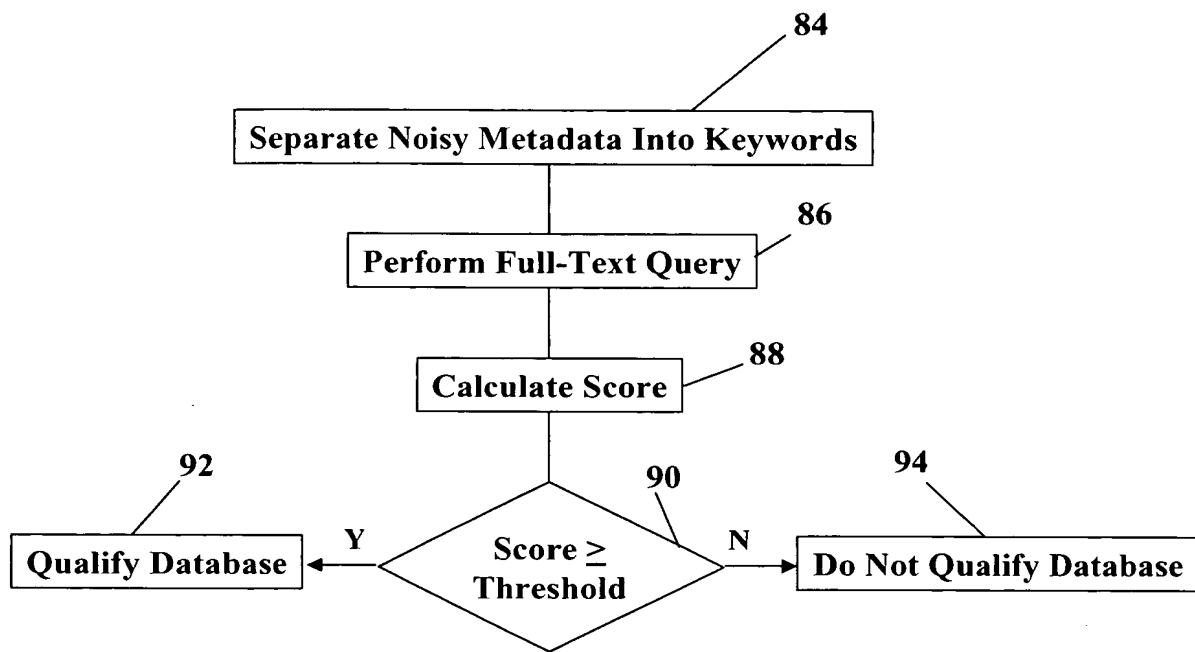 84
Separate Noisy Metadata Into Keywords
86
Perform Full-Text Query
88
Calculate Score
92
90
94
Y
N
Qualify Database
Score ≥
Threshold
Do Not Qualify Database